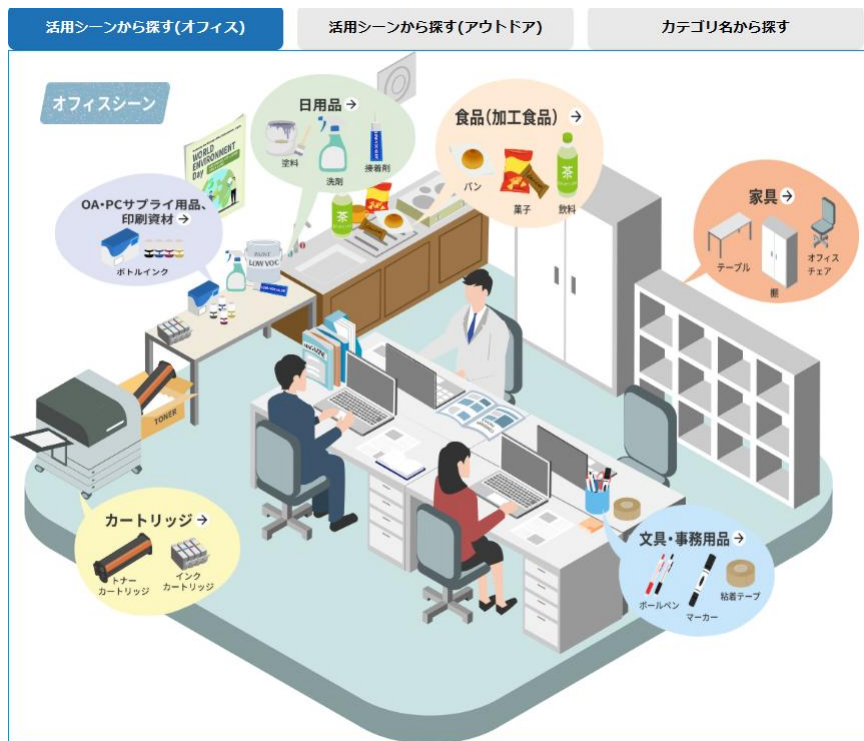 活用シーンから探す(オフィス)
活用シーンから探す(アウトドア)
カテゴリ名から探す
オフィスシーン
日用品
塗料
洗剤
接着剤
食品(加工食品)
パン
菓子
飲料
WORLD
ENVIRONMENT
Day
OA・PCサプライ用品、
印刷資材
ボトルインク
家具
テーブル
棚
オフィス
チェア
茶
茶
PAINT
LOW VOC
MAGAZINE
TONER
カートリッジ
トナー
カートリッジ
インク
カートリッジ
文具・事務用品
ボールペン
マーカー
粘着テープ